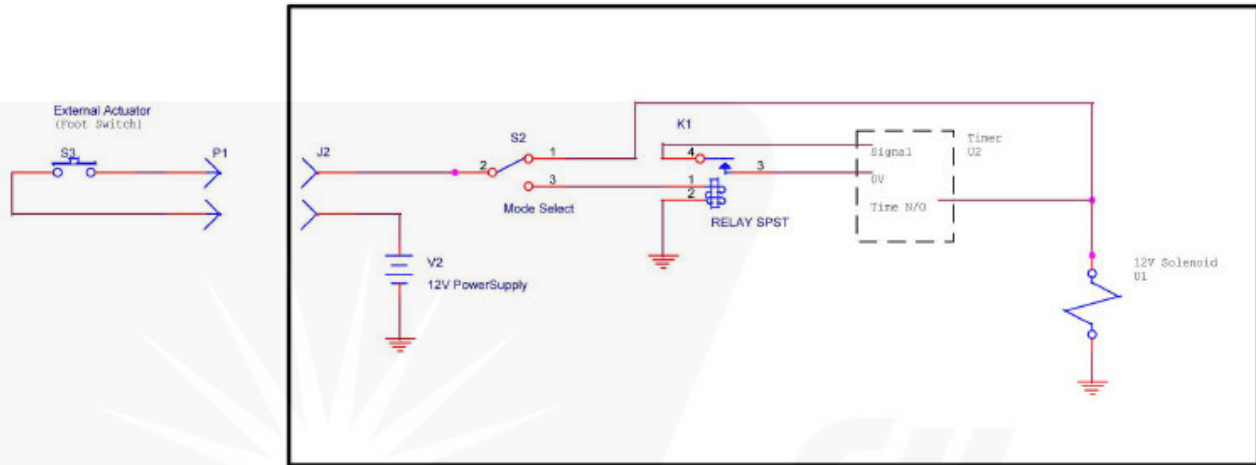 External Actuator
(Foot Switch)
S3
P1
J2
S2
2
1
3
Mode Select
K1
4
3
1
2
RELAY SPST
Signal
0V
Time N/O
Timer
U2
V2
12V PowerSupply
12V Solenoid
U1